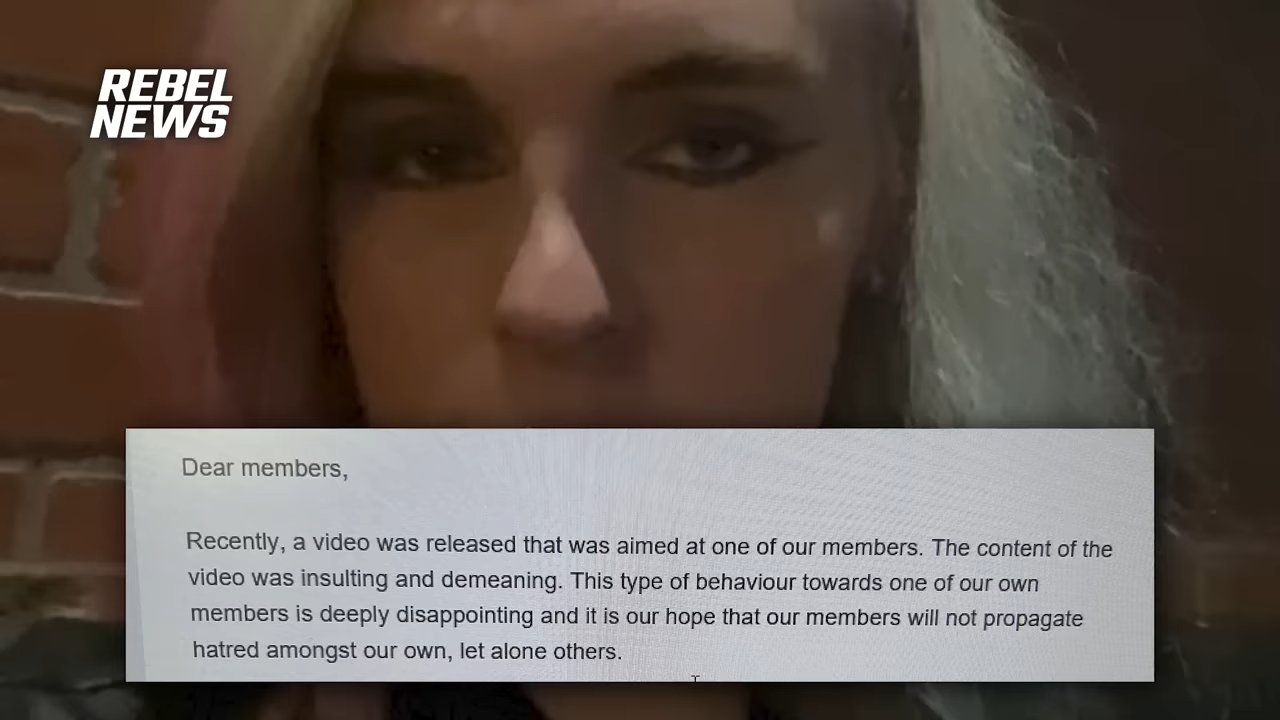 REBEL
NEWS
Dear members,
Recently, a video was released that was aimed at one of our members. The content of the
video was insulting and demeaning. This type of behaviour towards one of our own
members is deeply disappointing and it is our hope that our members will not propagate
hatred amongst our own, let alone others.